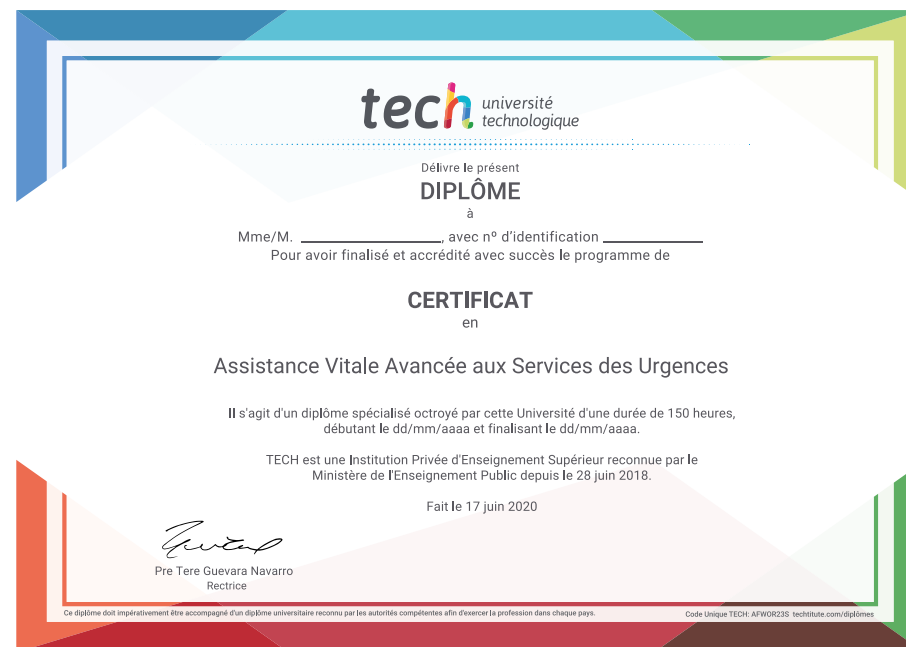 tech université
technologique
Délivre le présent
DIPLÔME
à
Mme/M. ____________________, avec nº d'identification ______________
Pour avoir finalisé et accrédité avec succès le programme de
CERTIFICAT
en
Assistance Vitale Avancée aux Services des Urgences
Il s'agit d'un diplôme spécialisé octroyé par cette Université d'une durée de 150 heures,
débutant le dd/mm/aaaa et finalisant le dd/mm/aaaa.
TECH est une Institution Privée d'Enseignement Supérieur reconnue par le
Ministère de l'Enseignement Public depuis le 28 juin 2018.
Fait le 17 juin 2020
Pre Tere Guevara Navarro
Rectrice
Ce diplôme doit impérativement être accompagné d'un diplôme universitaire reconnu par les autorités compétentes afin d'exercer la profession dans chaque pays.
Code Unique TECH: AFWOR23S techtitute.com/diplômes